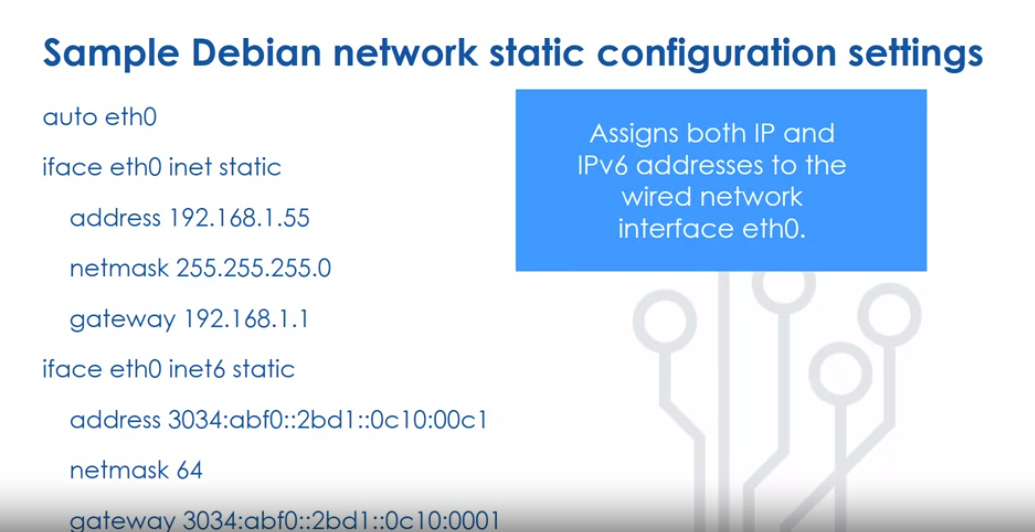 Sample Debian network static configuration settings
auto eth0
iface eth0 inet static
address 192.168.1.55
netmask 255.255.255.0
gateway 192.168.1.1
iface eth0 inet6 static
address 3034:abf0::2bd1::0c10:00c1
netmask 64
gateway 3034:abf0::2bd1::0c10:0001
Assigns both IP and
IPv6 addresses to the
wired network
interface eth0.